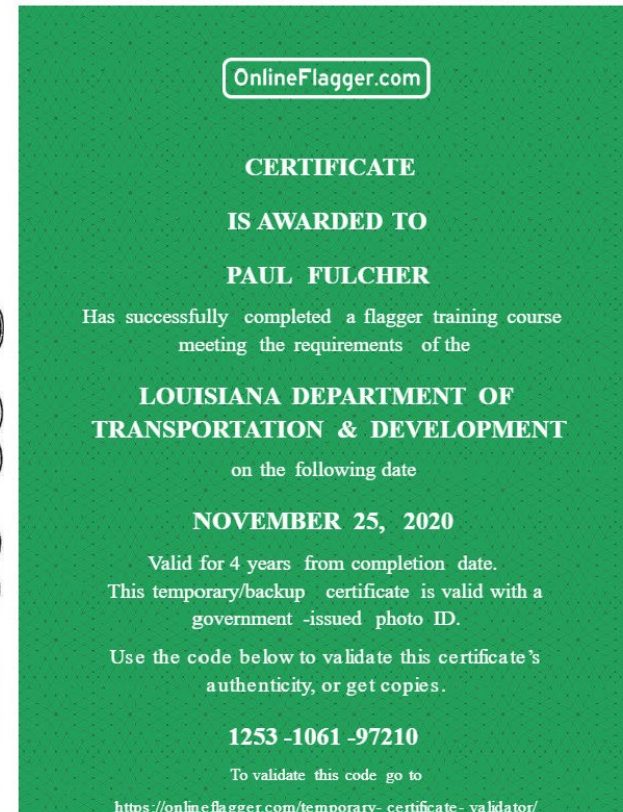 OnlineFlagger.com
CERTIFICATE
IS AWARDED TO
PAUL FULCHER
Has successfully completed a flagger training course
meeting the requirements of the
LOUISIANA DEPARTMENT OF
TRANSPORTATION & DEVELOPMENT
on the following date
NOVEMBER 25, 2020
Valid for 4 years from completion date.
This temporary/backup certificate is valid with a
government -issued photo ID.
Use the code below to validate this certificate's
authenticity, or get copies.
1253 -1061 -97210
To validate this code go to
https://onlineflagger.com/temporary- certificate- validator/